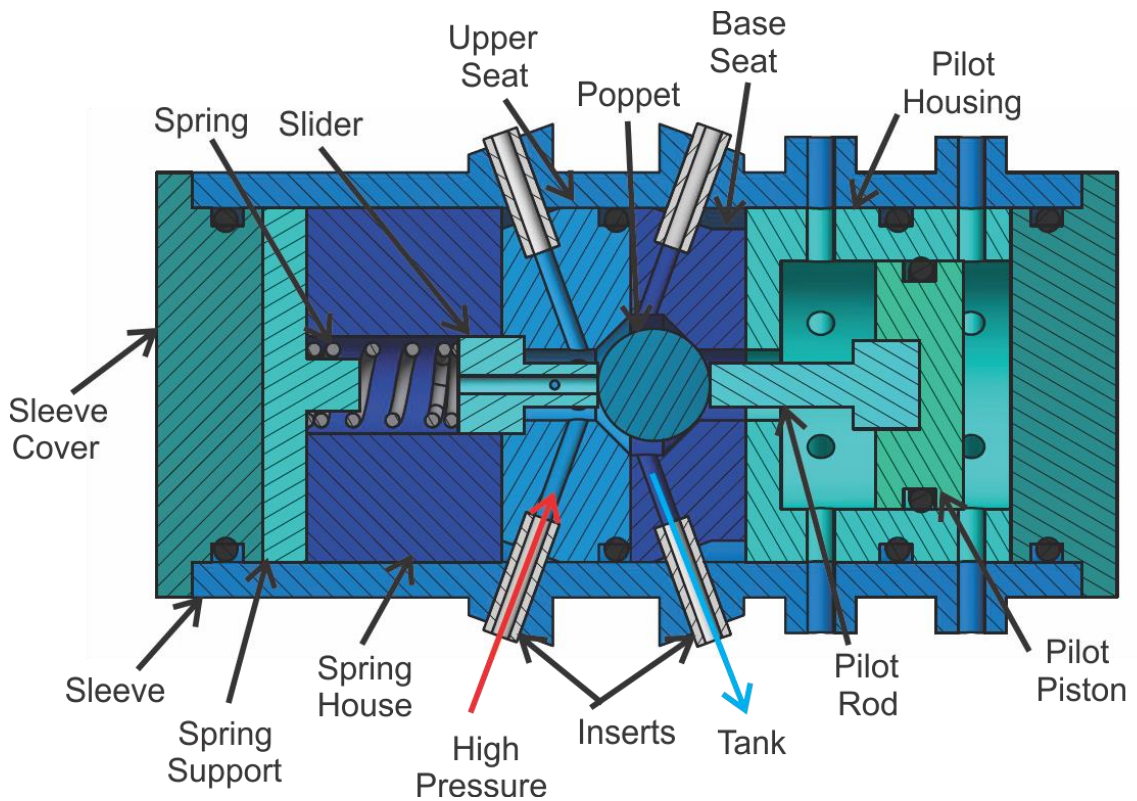 Upper
Seat
Base
Seat
Pilot
Housing
Poppet
Spring
Slider
Sleeve
Cover
Sleeve
Spring
Support
Spring
House
High
Pressure
Inserts
Tank
Pilot
Rod
Pilot
Piston